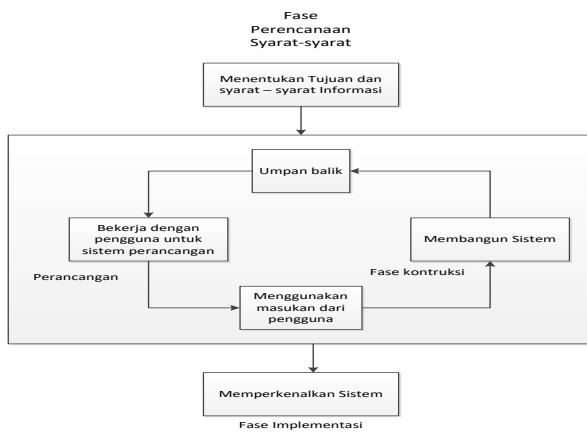 Fase
Perencanaan
Syarat-syarat
Menentukan Tujuan dan
syarat – syarat Informasi
Umpan balik
Bekerja dengan
pengguna untuk
sistem perancangan
Membangun Sistem
Perancangan
Fase kontruksi
Menggunakan
masukan dari
pengguna
Memperkenalkan Sistem
Fase Implementasi